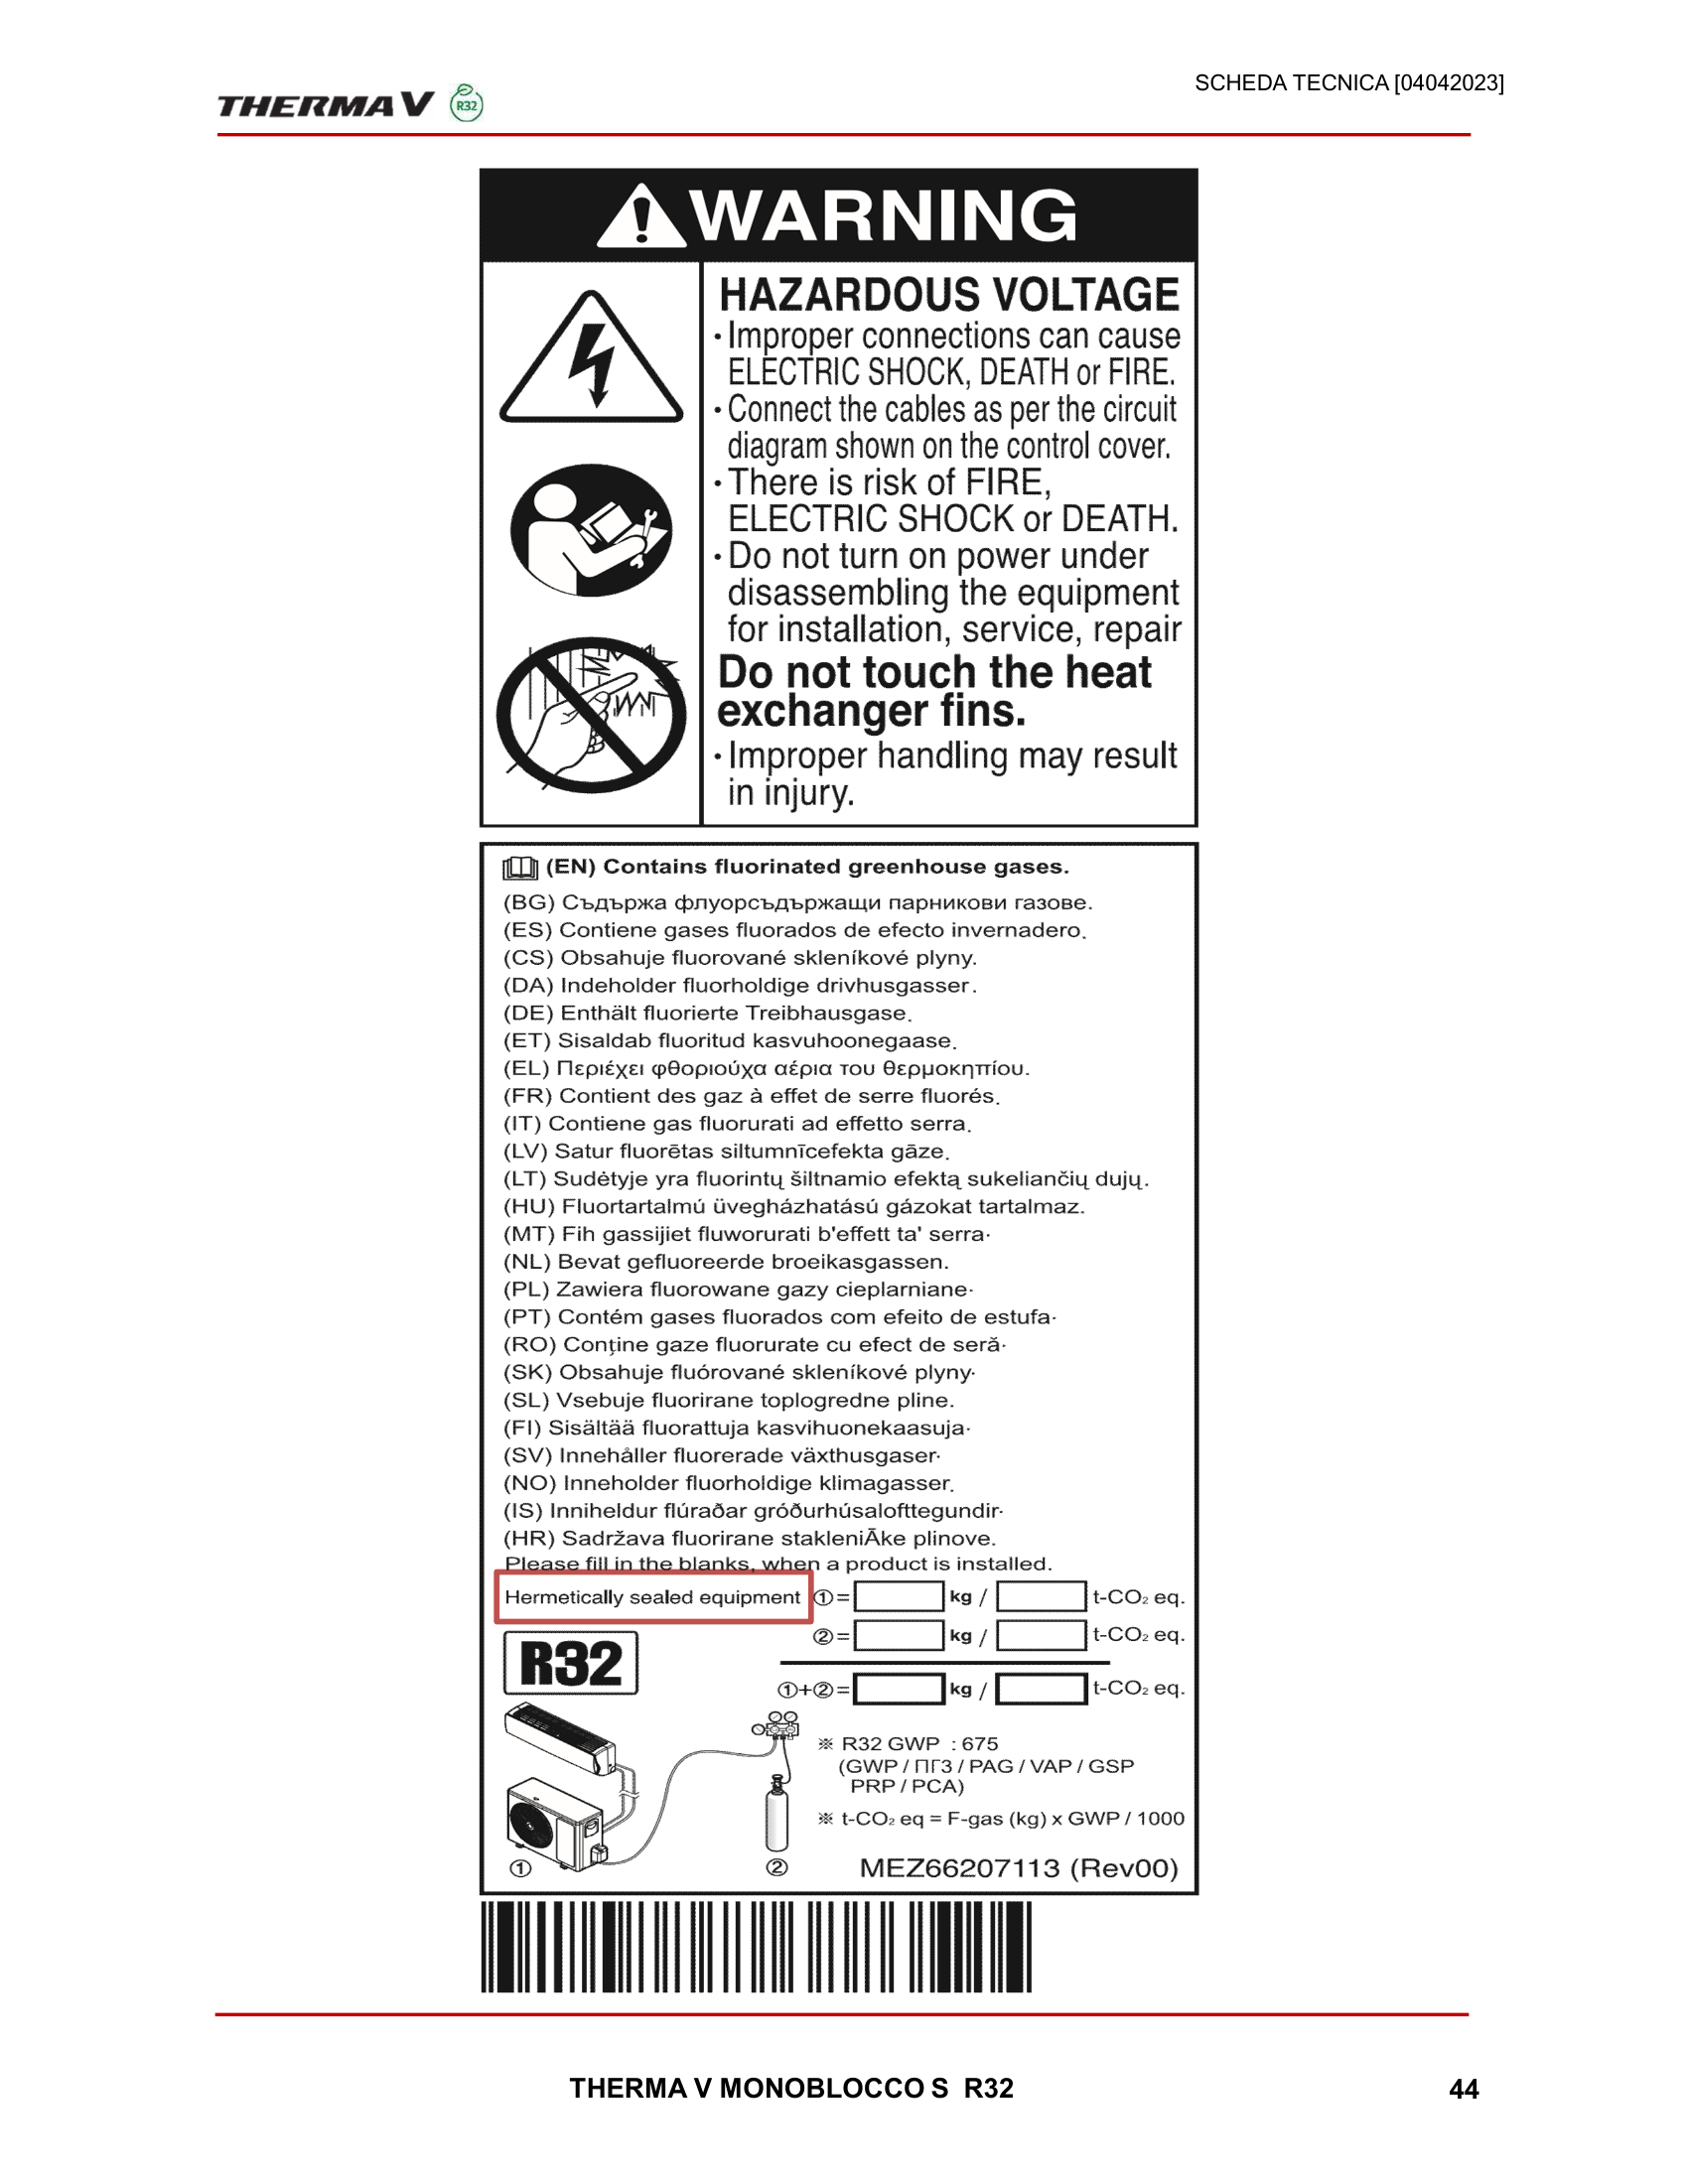 THERMA V R32
SCHEDA TECNICA [04042023]
WARNING
HAZARDOUS VOLTAGE
· Improper connections can cause
ELECTRIC SHOCK, DEATH or FIRE.
· Connect the cables as per the circuit
diagram shown on the control cover.
· There is risk of FIRE,
ELECTRIC SHOCK or DEATH.
· Do not turn on power under
disassembling the equipment
for installation, service, repair
Do not touch the heat
exchanger fins.
· Improper handling may result
in injury.
(EN) Contains fluorinated greenhouse gases.
(BG) Съдържа флуорсъдържащи парникови газове.
(ES) Contiene gases fluorados de efecto invernadero.
(CS) Obsahuje fluorované skleníkové plyny.
(DA) Indeholder fluorholdige drivhusgasser.
(DE) Enthält fluorierte Treibhausgase.
(ET) Sisaldab fluoritud kasvuhoonegaase.
(EL) Περιέχει φθοριούχα αέρια του θερμοκηπίου.
(FR) Contient des gaz à effet de serre fluorés.
(IT) Contiene gas fluorurati ad effetto serra.
(LV) Satur fluorētas siltumnīcefekta gāze.
(LT) Sudėtyje yra fluorintų šiltnamio efektą sukeliančių dujų.
(HU) Fluortartalmú üvegházhatású gázokat tartalmaz.
(MT) Fih gassijiet fluworurati b'effett ta' serra·
(NL) Bevat gefluoreerde broeikasgassen.
(PL) Zawiera fluorowane gazy cieplarniane·
(PT) Contém gases fluorados com efeito de estufa·
(RO) Conţine gaze fluorurate cu efect de seră·
(SK) Obsahuje fluórované skleníkové plyny·
(SL) Vsebuje fluorirane toplogredne pline.
(FI) Sisältää fluorattuja kasvihuonekaasuja·
(SV) Innehåller fluorerade växthusgaser·
(NO) Inneholder fluorholdige klimagasser.
(IS) Inniheldur flúraðar gróðurhúsalofttegundir·
(HR) Sadržava fluorirane stakleniĀke plinove.
Please fill in the blanks, when a product is installed.
Hermetically sealed equipment ①= kg / t-CO₂ eq.
②= kg / t-CO₂ eq.
R32
①+②= kg / t-CO₂ eq.
※ R32 GWP : 675
(GWP / ПГЗ / PAG / VAP / GSP
PRP / PCA)
※ t-CO₂ eq = F-gas (kg) x GWP / 1000
① ② MEZ66207113 (Rev00)
THERMA V MONOBLOCCO S R32
44